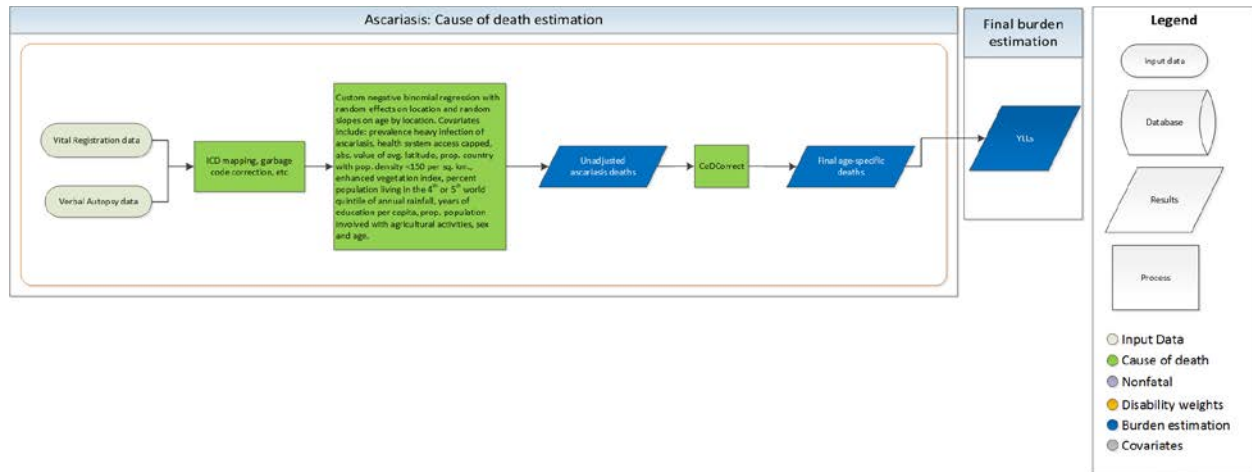 Ascariasis: Cause of death estimation
Final burden
estimation
Legend
Vital Registration data
Verbal Autopsy data
ICD mapping, garbage
code correction, etc
Custom negative binomial regression with
random effects on location and random
slopes on age by location. Covariates
include: prevalence heavy infection of
ascariasis, health system access capped,
abs. value of avg. latitude, prop. country
with pop. density <150 per sq. km.,
enhanced vegetation index, percent
population living in the 4th or 5th world
quintile of annual rainfall, years of
education per capita, prop. population
involved with agricultural activities, sex
and age.
Unadjusted
ascariasis deaths
CoDCorrect
Final age-specific
deaths
YLLs
Input data
Database
Results
Process
Input Data
Cause of death
Nonfatal
Disability weights
Burden estimation
Covariates